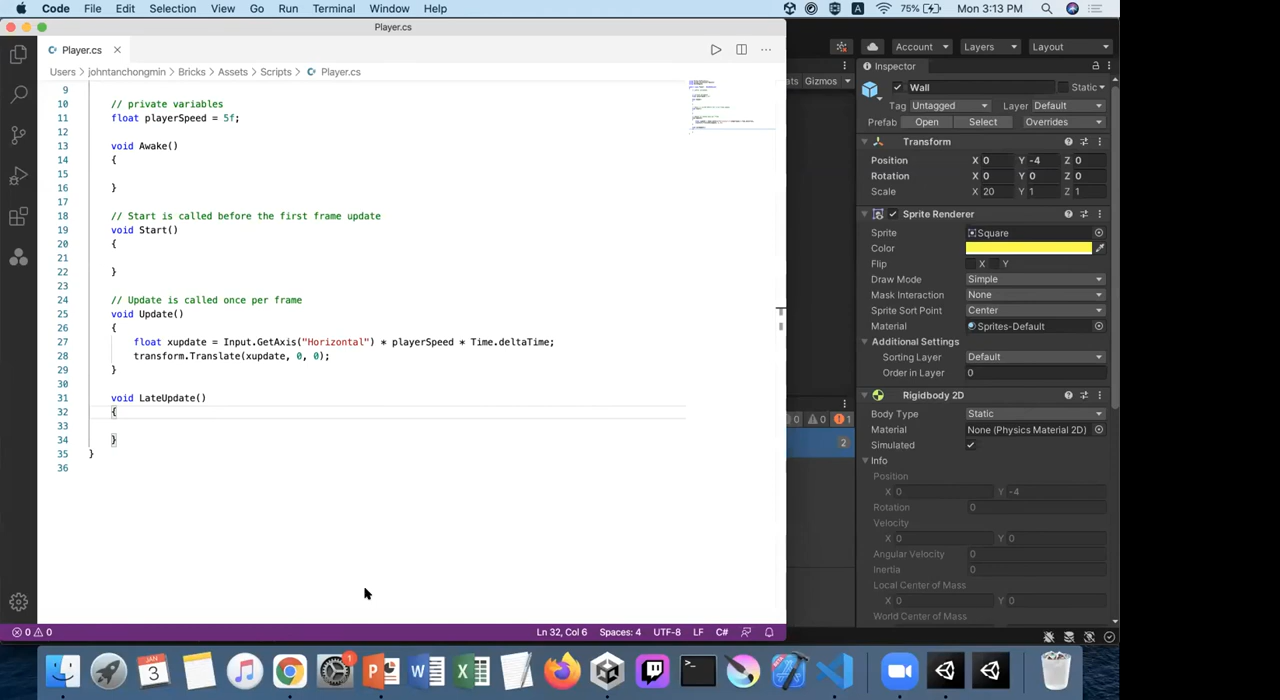 Code File Edit Selection View Go Run Terminal Window Help
A 75% Mon 3:13 PM
Player.cs
Player.cs
Users > johntanchongmin > Bricks > Assets > Scripts > Player.cs
9
10 // private variables
11 float playerSpeed = 5f;
12
13 void Awake()
14 {
15
16 }
17
18 // Start is called before the first frame update
19 void Start()
20 {
21
22 }
23
24 // Update is called once per frame
25 void Update()
26 {
27 float xupdate = Input.GetAxis("Horizontal") * playerSpeed * Time.deltaTime;
28 transform.Translate(xupdate, 0, 0);
29 }
30
31 void LateUpdate()
32 {
33
34 }
35 }
36
0 0 Ln 32, Col 6 Spaces: 4 UTF-8 LF C#
Account Layers Layout
ats Gizmos
0 0 1
2
Inspector
Wall Static
Tag Untagged Layer Default
Prefab Open Select Overrides
Transform
Position X 0 Y -4 Z 0
Rotation X 0 Y 0 Z 0
Scale X 20 Y 1 Z 1
Sprite Renderer
Sprite Square
Color
Flip X Y
Draw Mode Simple
Mask Interaction None
Sprite Sort Point Center
Material Sprites-Default
Additional Settings
Sorting Layer Default
Order in Layer 0
Rigidbody 2D
Body Type Static
Material None (Physics Material 2D)
Simulated
Info
Position
X 0 Y -4
Rotation 0
Velocity
X 0 Y 0
Angular Velocity 0
Inertia 0
Local Center of Mass
X 0 Y 0
World Center of Mass
JAN
3
1